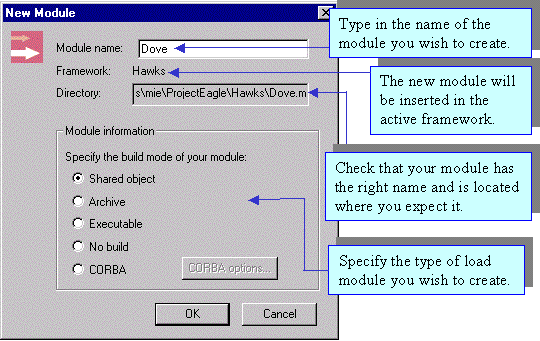 New Module
Module name: Dove
Framework: Hawks
Directory: s\mie\ProjectEagle\Hawks\Dove.m
Module information
Specify the build mode of your module:
Shared object
Archive
Executable
No build
CORBA
CORBA options...
OK
Cancel
Type in the name of the
module you wish to create.
The new module will
be inserted in the
active framework.
Check that your module has
the right name and is located
where you expect it.
Specify the type of load
module you wish to create.